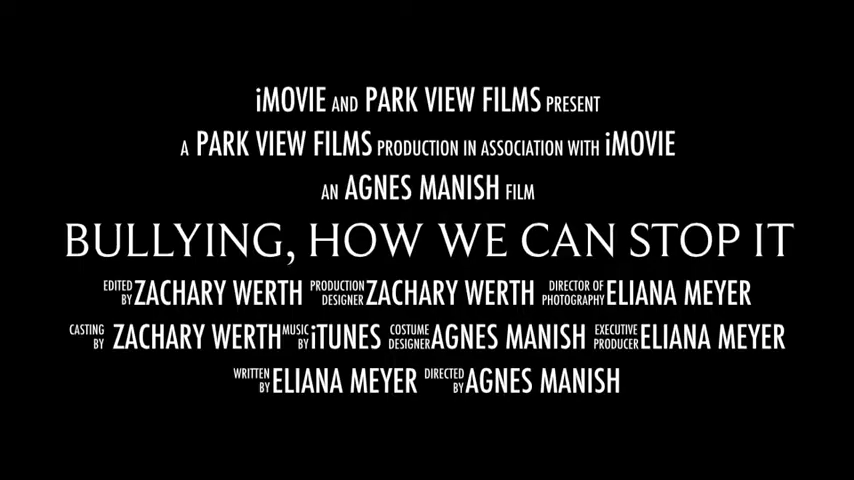 iMOVIE AND PARK VIEW FILMS PRESENT
A PARK VIEW FILMS PRODUCTION IN ASSOCIATION WITH iMOVIE
AN AGNES MANISH FILM
BULLYING, HOW WE CAN STOP IT
EDITED BY ZACHARY WERTH PRODUCTION DESIGNER ZACHARY WERTH DIRECTOR OF PHOTOGRAPHY ELIANA MEYER
CASTING BY ZACHARY WERTH MUSIC BY iTUNES COSTUME DESIGNER AGNES MANISH EXECUTIVE PRODUCER ELIANA MEYER
WRITTEN BY ELIANA MEYER DIRECTED BY AGNES MANISH